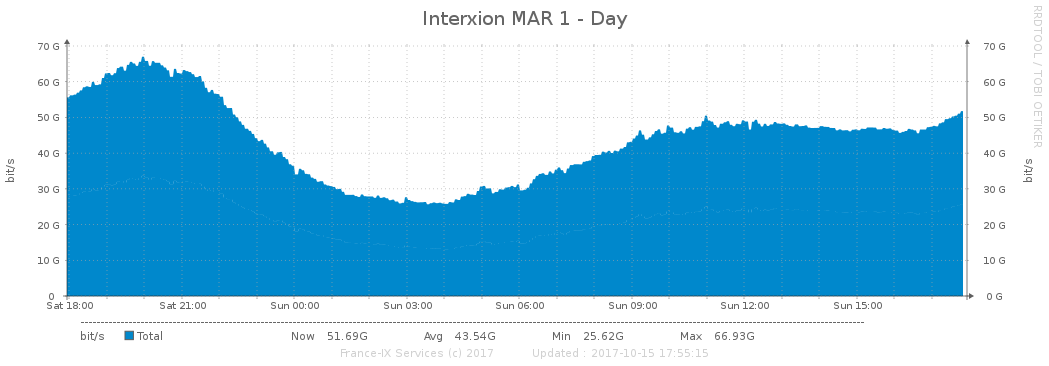 Interxion MAR 1 - Day
RRDTOOL / TOBI OETIKER
70 G 70 G
60 G 60 G
50 G 50 G
40 G 40 G
30 G 30 G
20 G 20 G
10 G 10 G
0 0 G
bit/s bit/s
Sat 18:00 Sat 21:00 Sun 00:00 Sun 03:00 Sun 06:00 Sun 09:00 Sun 12:00 Sun 15:00
bit/s Total Now 51.69G Avg 43.54G Min 25.62G Max 66.93G
France-IX Services (c) 2017 Updated : 2017-10-15 17:55:15